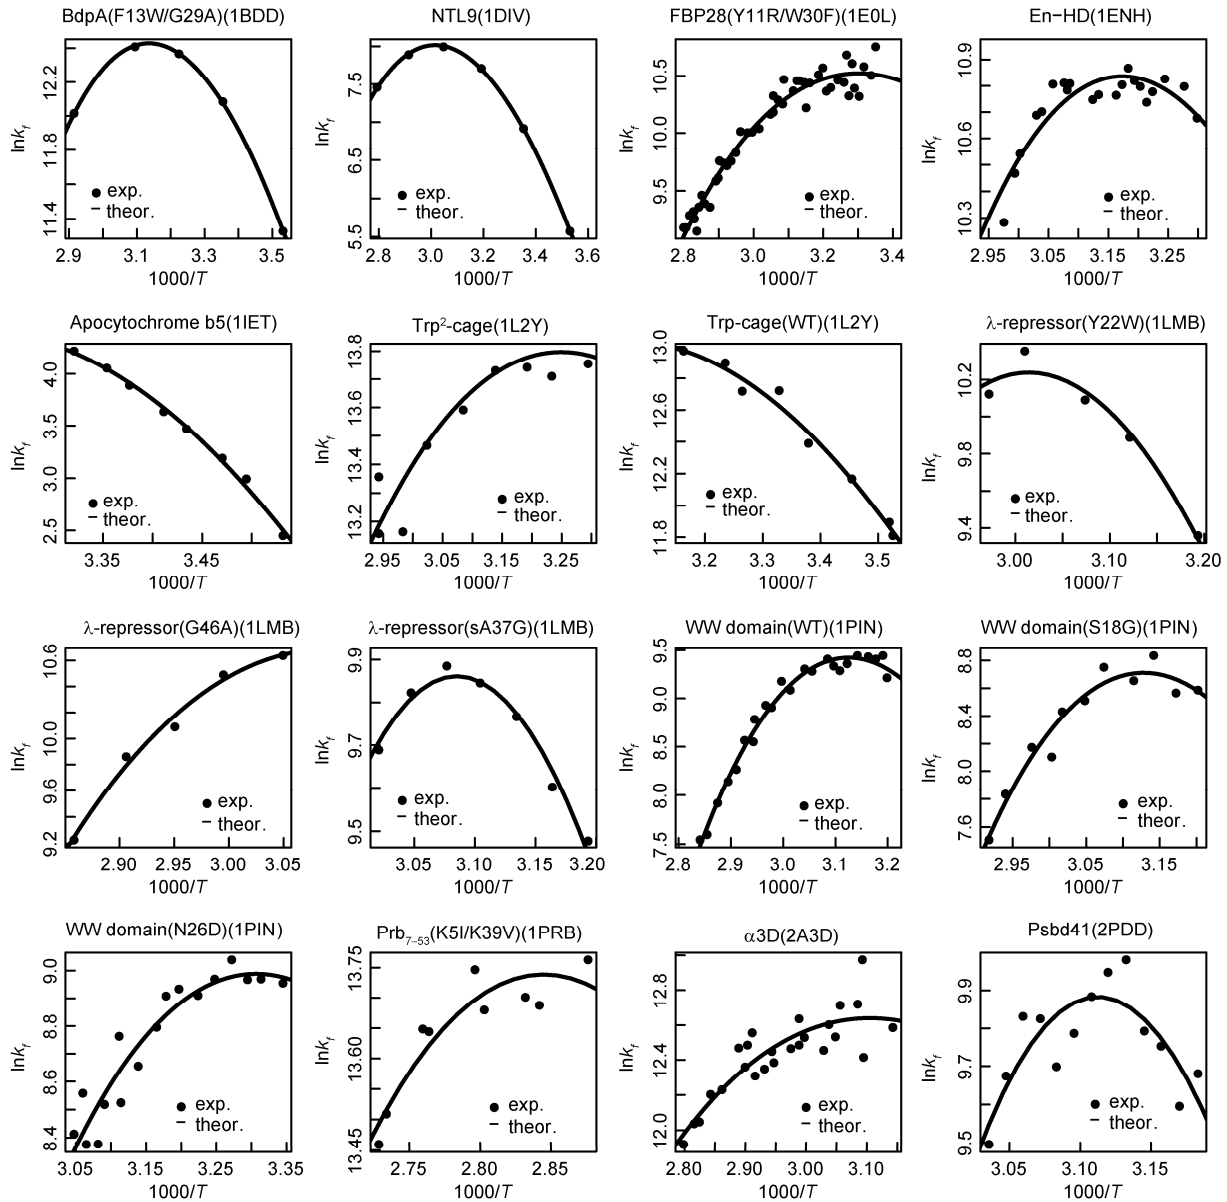 BdpA(F13W/G29A)(1BDD)
lnk_f
12.2
11.8
11.4
exp.
theor.
2.9 3.1 3.3 3.5
1000/T
NTL9(1DIV)
lnk_f
7.5
6.5
5.5
exp.
theor.
2.8 3.0 3.2 3.4 3.6
1000/T
FBP28(Y11R/W30F)(1E0L)
lnk_f
10.5
10.0
9.5
exp.
theor.
2.8 3.0 3.2 3.4
1000/T
En−HD(1ENH)
lnk_f
10.9
10.6
10.3
exp.
theor.
2.95 3.05 3.15 3.25
1000/T
Apocytochrome b5(1IET)
lnk_f
4.0
3.5
3.0
2.5
exp.
theor.
3.35 3.45
1000/T
Trp²-cage(1L2Y)
lnk_f
13.8
13.6
13.4
13.2
exp.
theor.
2.95 3.05 3.15 3.25
1000/T
Trp-cage(WT)(1L2Y)
lnk_f
13.0
12.6
12.2
11.8
exp.
theor.
3.2 3.3 3.4 3.5
1000/T
λ-repressor(Y22W)(1LMB)
lnk_f
10.2
9.8
9.4
exp.
theor.
3.00 3.10 3.20
1000/T
λ-repressor(G46A)(1LMB)
lnk_f
10.6
10.0
9.6
9.2
exp.
theor.
2.90 2.95 3.00 3.05
1000/T
λ-repressor(sA37G)(1LMB)
lnk_f
9.9
9.7
9.5
exp.
theor.
3.05 3.10 3.15 3.20
1000/T
WW domain(WT)(1PIN)
lnk_f
9.5
9.0
8.5
8.0
7.5
exp.
theor.
2.8 2.9 3.0 3.1 3.2
1000/T
WW domain(S18G)(1PIN)
lnk_f
8.8
8.4
8.0
7.6
exp.
theor.
2.95 3.05 3.15
1000/T
WW domain(N26D)(1PIN)
lnk_f
9.0
8.8
8.6
8.4
exp.
theor.
3.05 3.15 3.25 3.35
1000/T
Prb₇₋₅₃(K5I/K39V)(1PRB)
lnk_f
13.75
13.60
13.45
exp.
theor.
2.75 2.80 2.85
1000/T
α3D(2A3D)
lnk_f
12.8
12.4
12.0
exp.
theor.
2.80 2.90 3.00 3.10
1000/T
Psbd41(2PDD)
lnk_f
9.9
9.7
9.5
exp.
theor.
3.05 3.10 3.15
1000/T